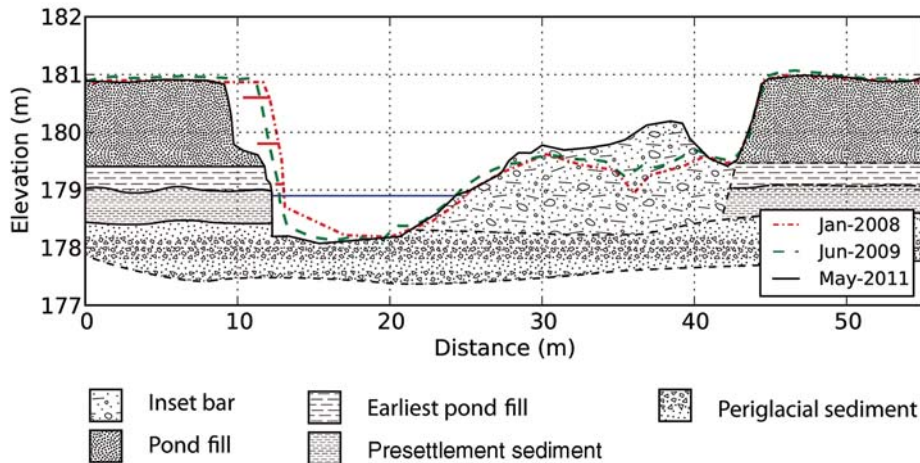 182
181
180
179
178
177
Elevation (m)
0
10
20
30
40
50
Distance (m)
Jan-2008
Jun-2009
May-2011
Inset bar
Earliest pond fill
Periglacial sediment
Pond fill
Presettlement sediment